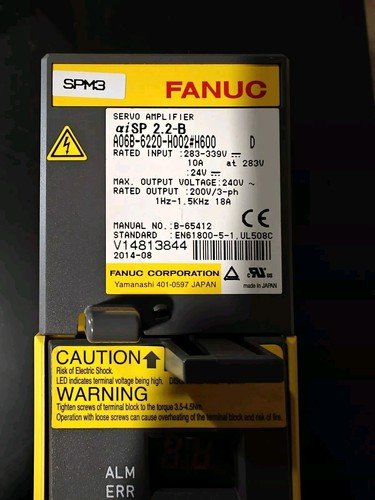 SPM3
FANUC
SERVO AMPLIFIER
αiSP 2.2-B
A06B-6220-H002#H600 D
RATED INPUT :283-339V
10A at 283V
:24V
MAX. OUTPUT VOLTAGE:240V ~
RATED OUTPUT :200V/3-ph
1Hz-1.5KHz 18A
MANUAL NO.:B-65412
STANDARD :EN61800-5-1,UL508C
CE
V14813844
2014-08
FANUC CORPORATION
Yamanashi 401-0597 JAPAN
c RU us
made in JAPAN
CAUTION
Risk of Electric Shock.
LED indicates terminal voltage being high.
WARNING
Tighten screws of terminal block to the torque 3.5-4.5Nm.
Operation with loose screws can cause overheating of the terminal block and risk of fire.
ALM
ERR